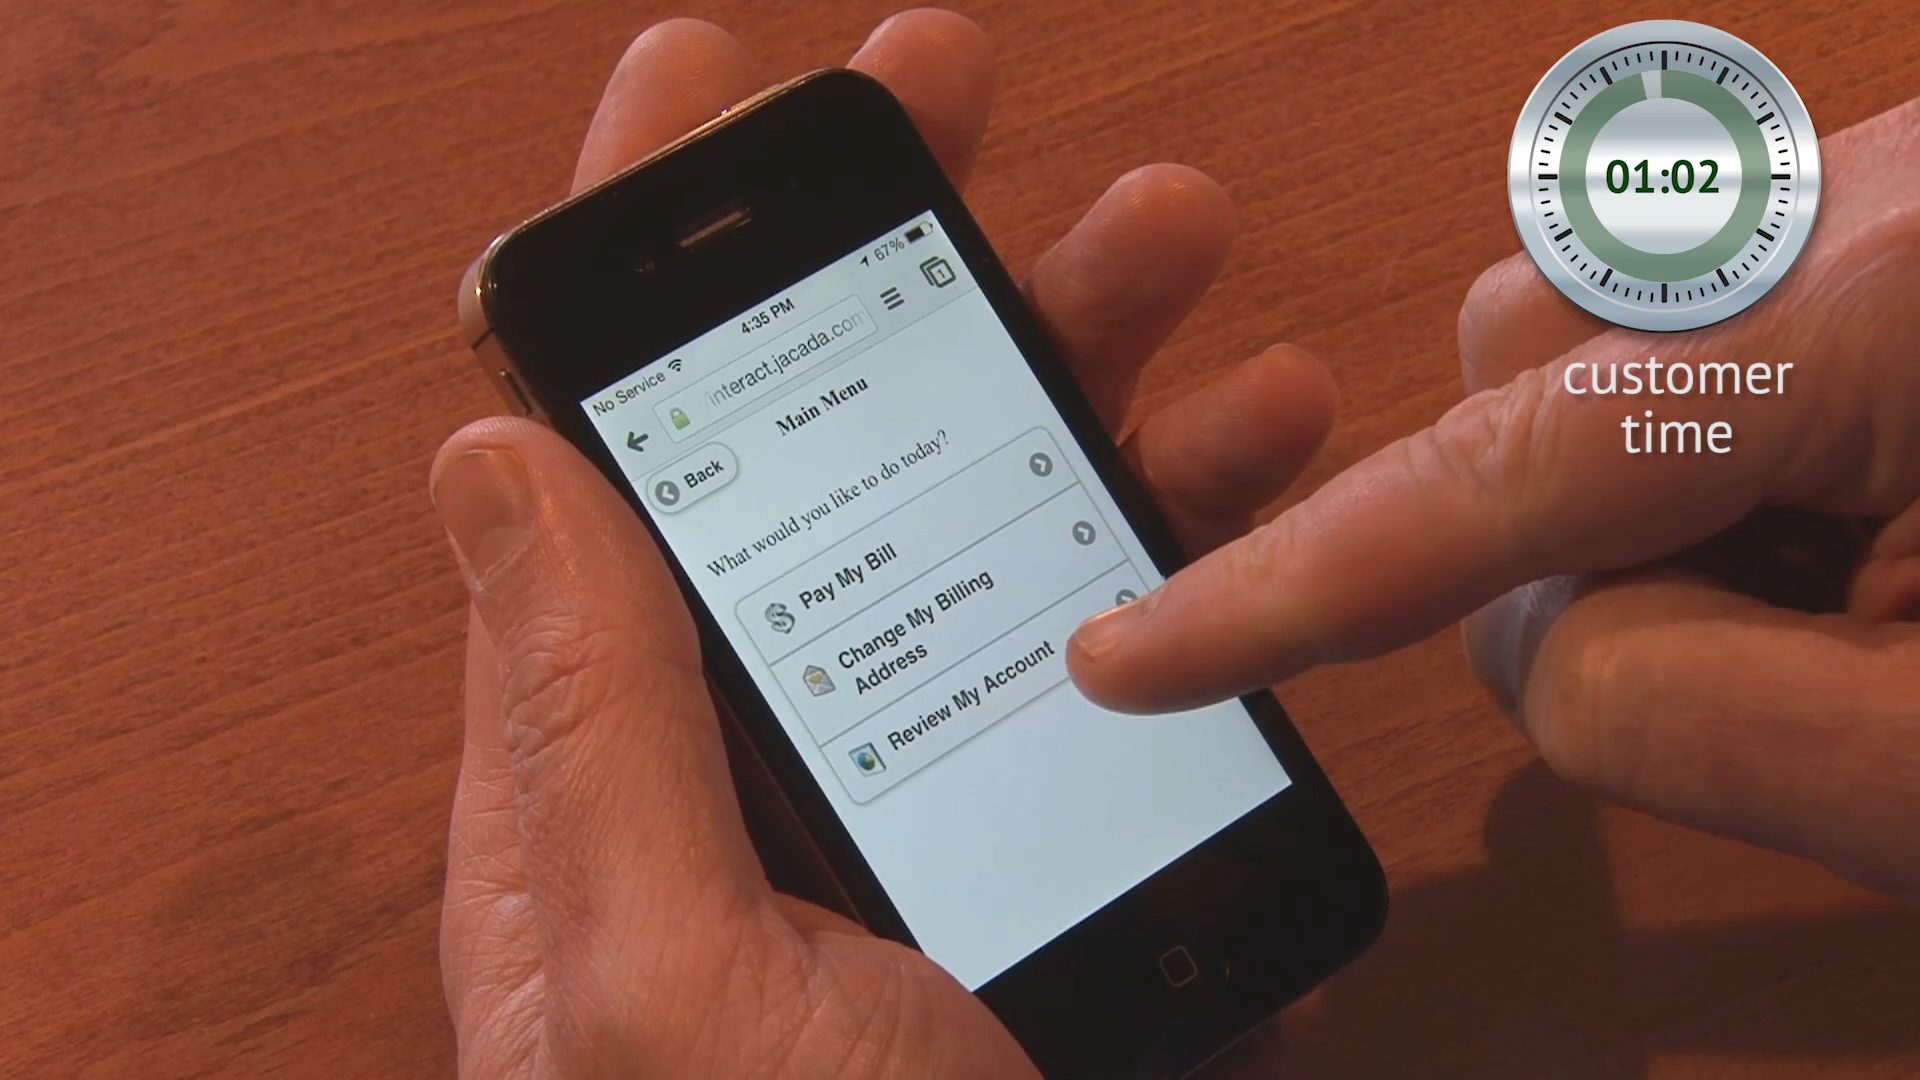 No Service
4:35 PM
67%
/interact.jacada.com
1
Main Menu
Back
What would you like to do today?
Pay My Bill
Change My Billing
Address
Review My Account
01:02
customer
time